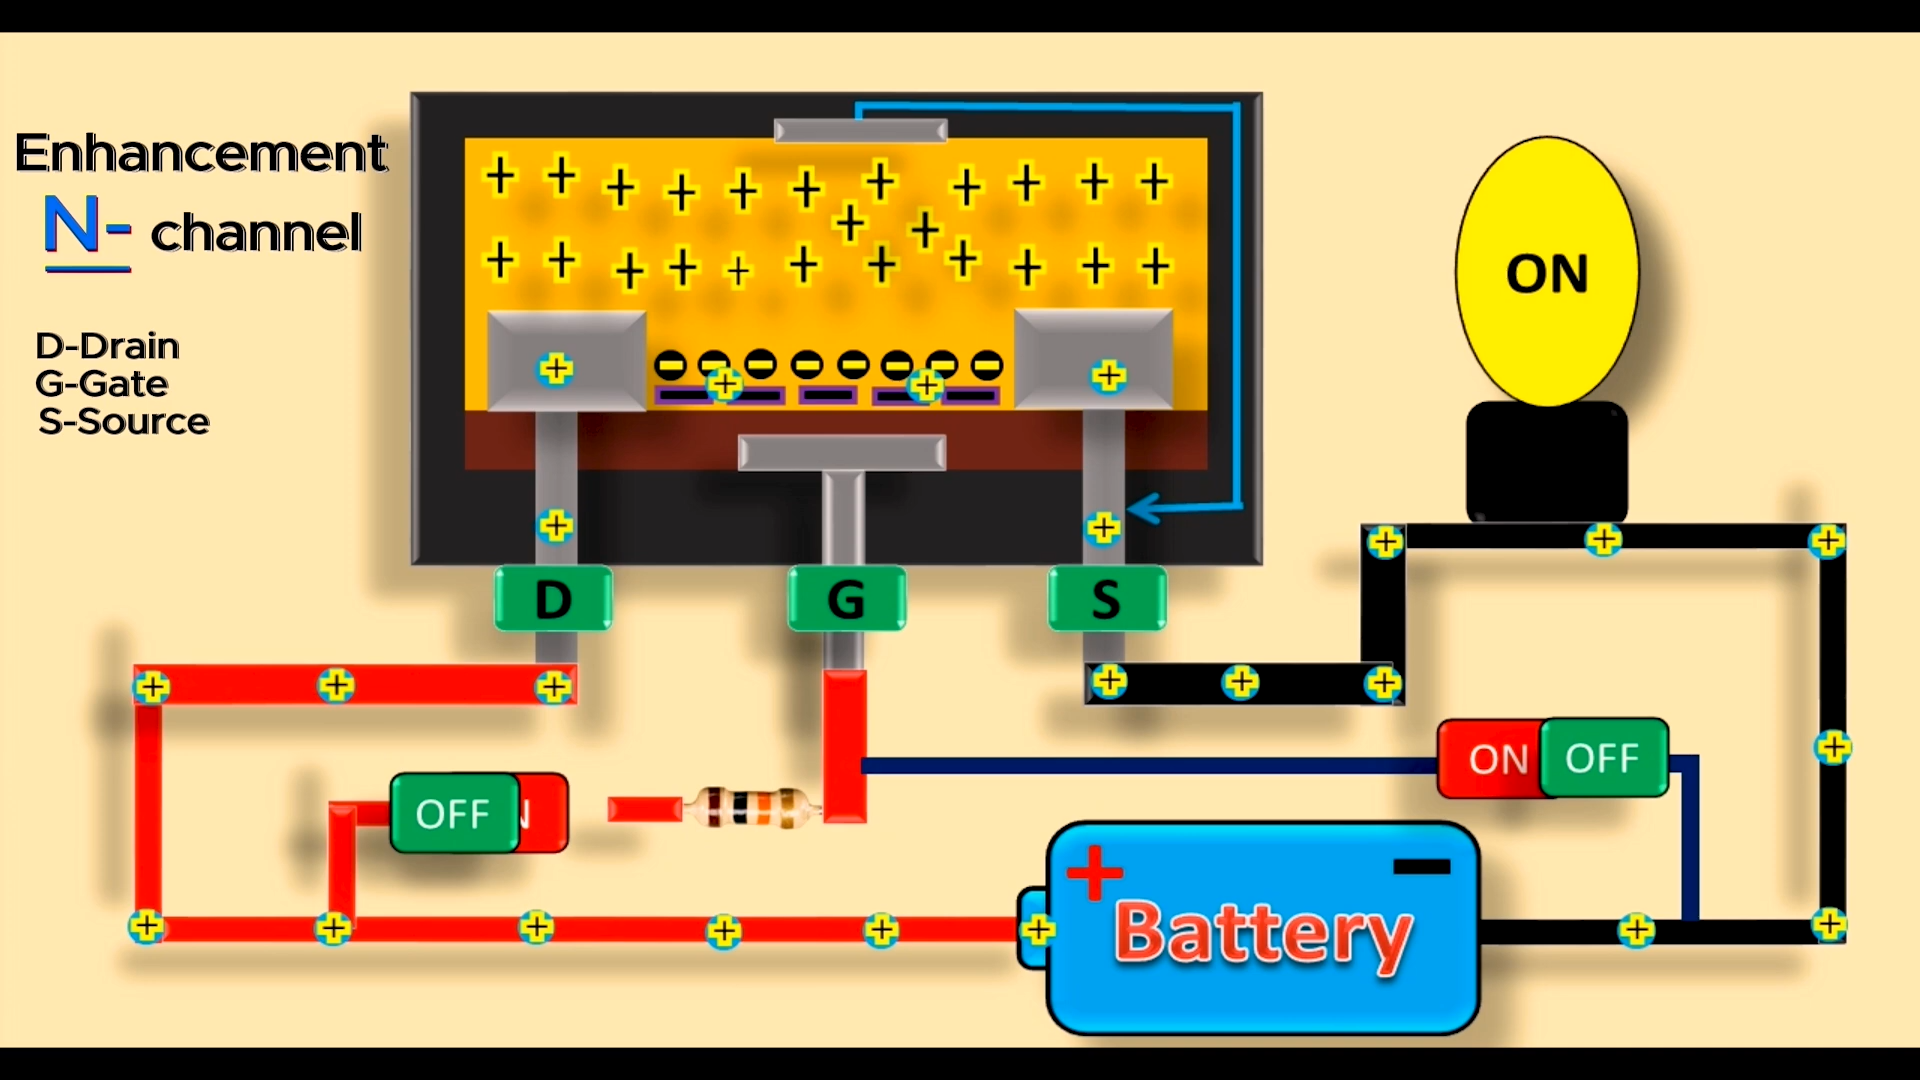 Enhancement
N- channel
D-Drain
G-Gate
S-Source
ON
D
G
S
ON OFF
OFF N
+ -
Battery